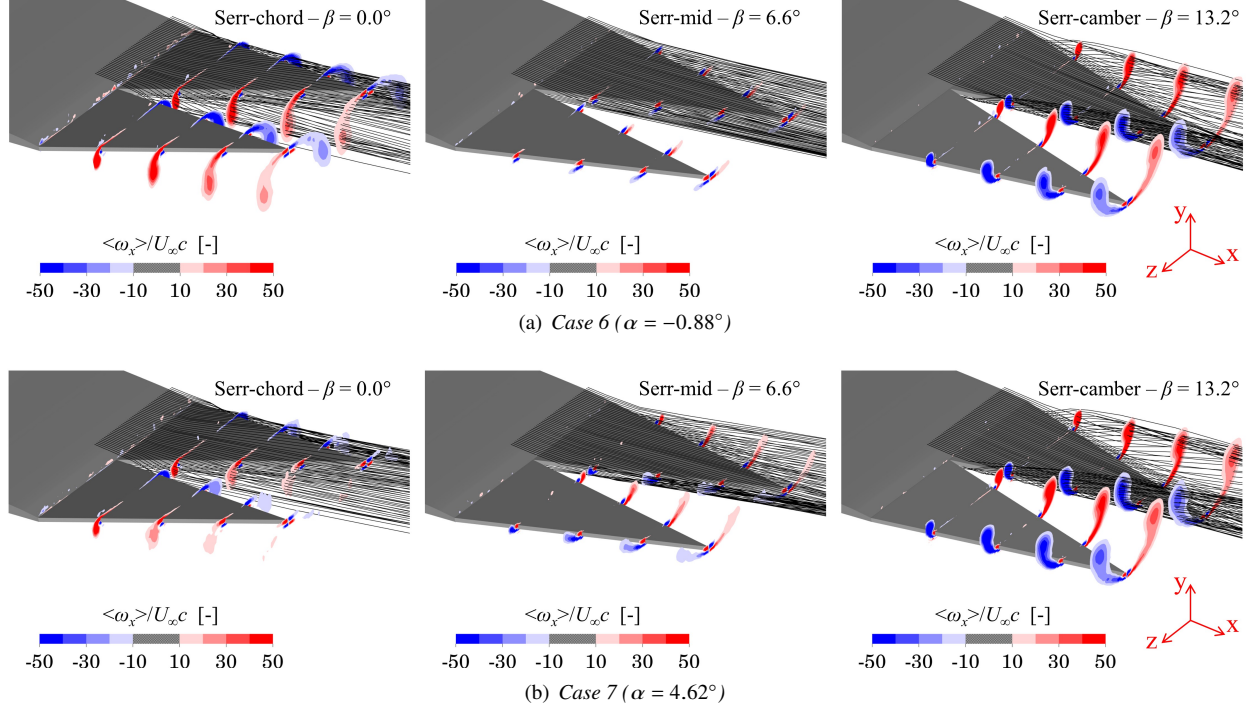 Serr-chord – β = 0.0°
Serr-mid – β = 6.6°
Serr-camber – β = 13.2°
<ωx>/U∞c [-]
-50 -30 -10 10 30 50
<ωx>/U∞c [-]
-50 -30 -10 10 30 50
<ωx>/U∞c [-]
-50 -30 -10 10 30 50
y
z
x
(a) Case 6 (α = −0.88°)
Serr-chord – β = 0.0°
Serr-mid – β = 6.6°
Serr-camber – β = 13.2°
<ωx>/U∞c [-]
-50 -30 -10 10 30 50
<ωx>/U∞c [-]
-50 -30 -10 10 30 50
<ωx>/U∞c [-]
-50 -30 -10 10 30 50
y
z
x
(b) Case 7 (α = 4.62°)